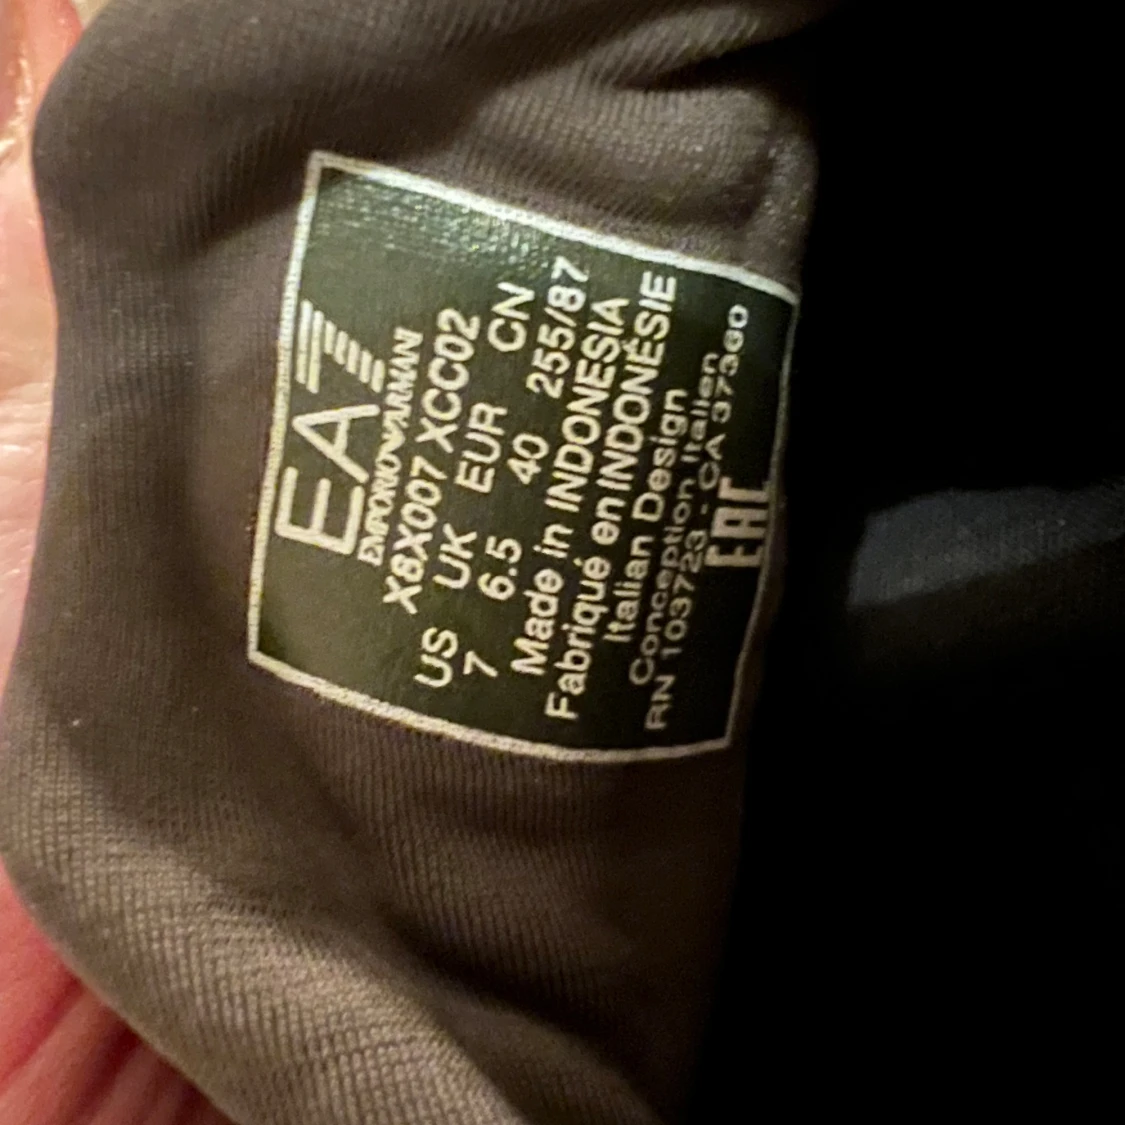 EA7
EMPORIO ARMANI
X8X007 XCC02
US UK EUR CN
7 6.5 40 255/87
Made in INDONESIA
Fabriqué en INDONÉSIE
Italian Design
Conception Italien
RN 103723 - CA 37360
EAC